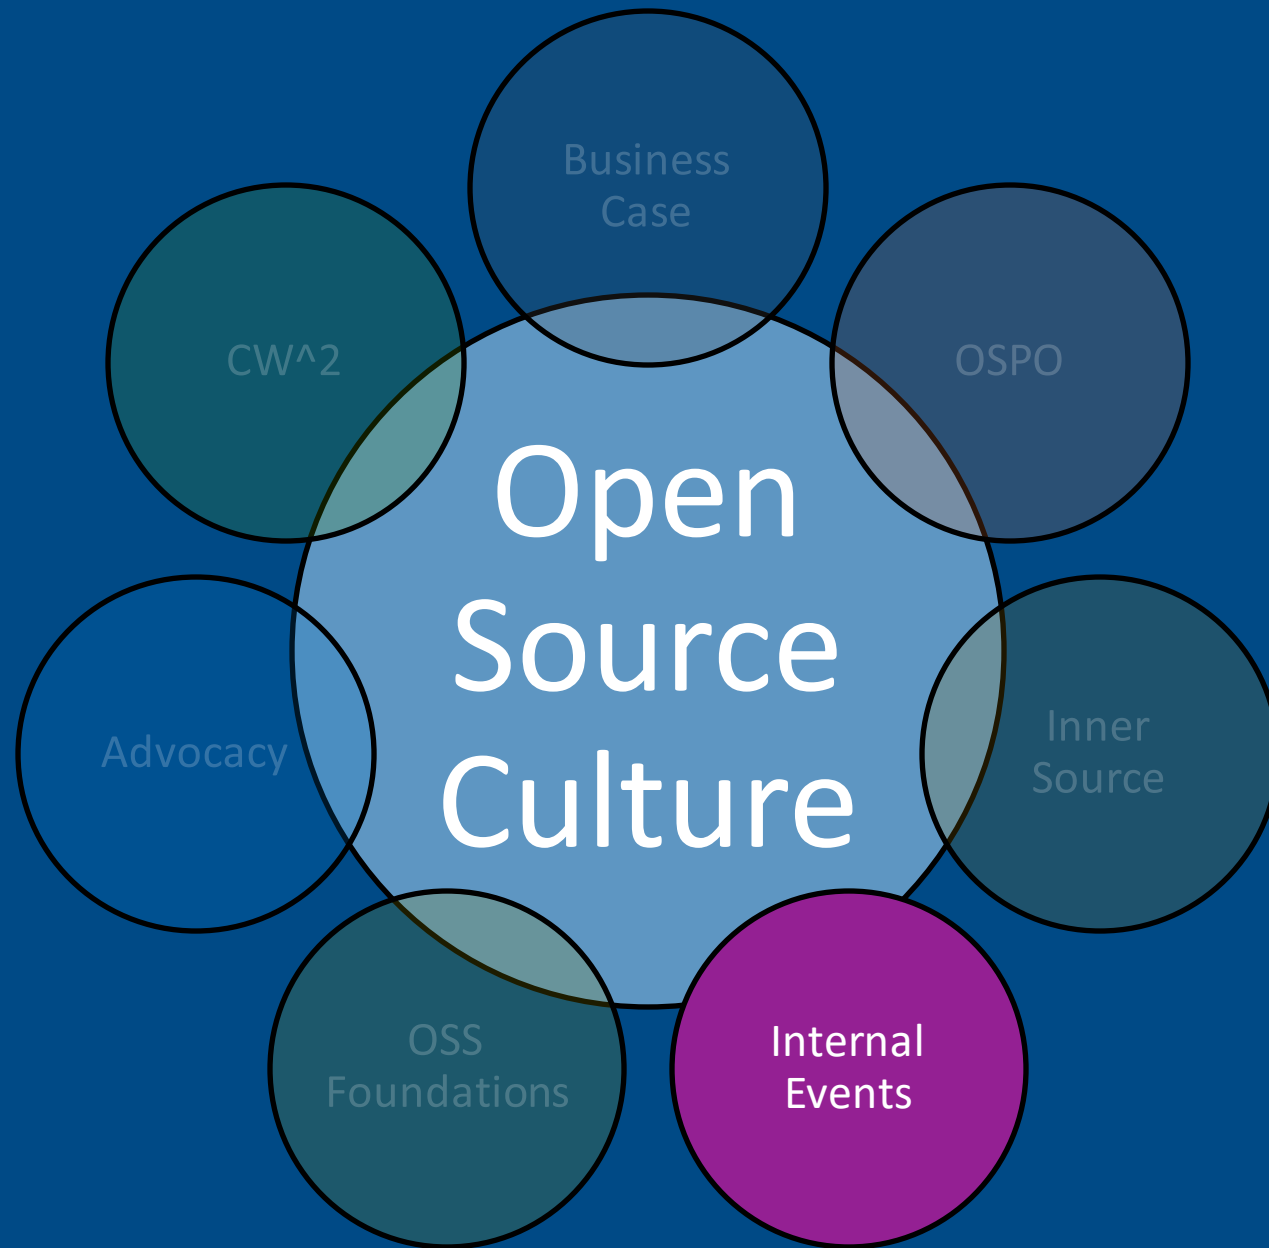 Business
Case
CW^2
OSPO
Open
Source
Culture
Advocacy
Inner
Source
OSS
Foundations
Internal
Events